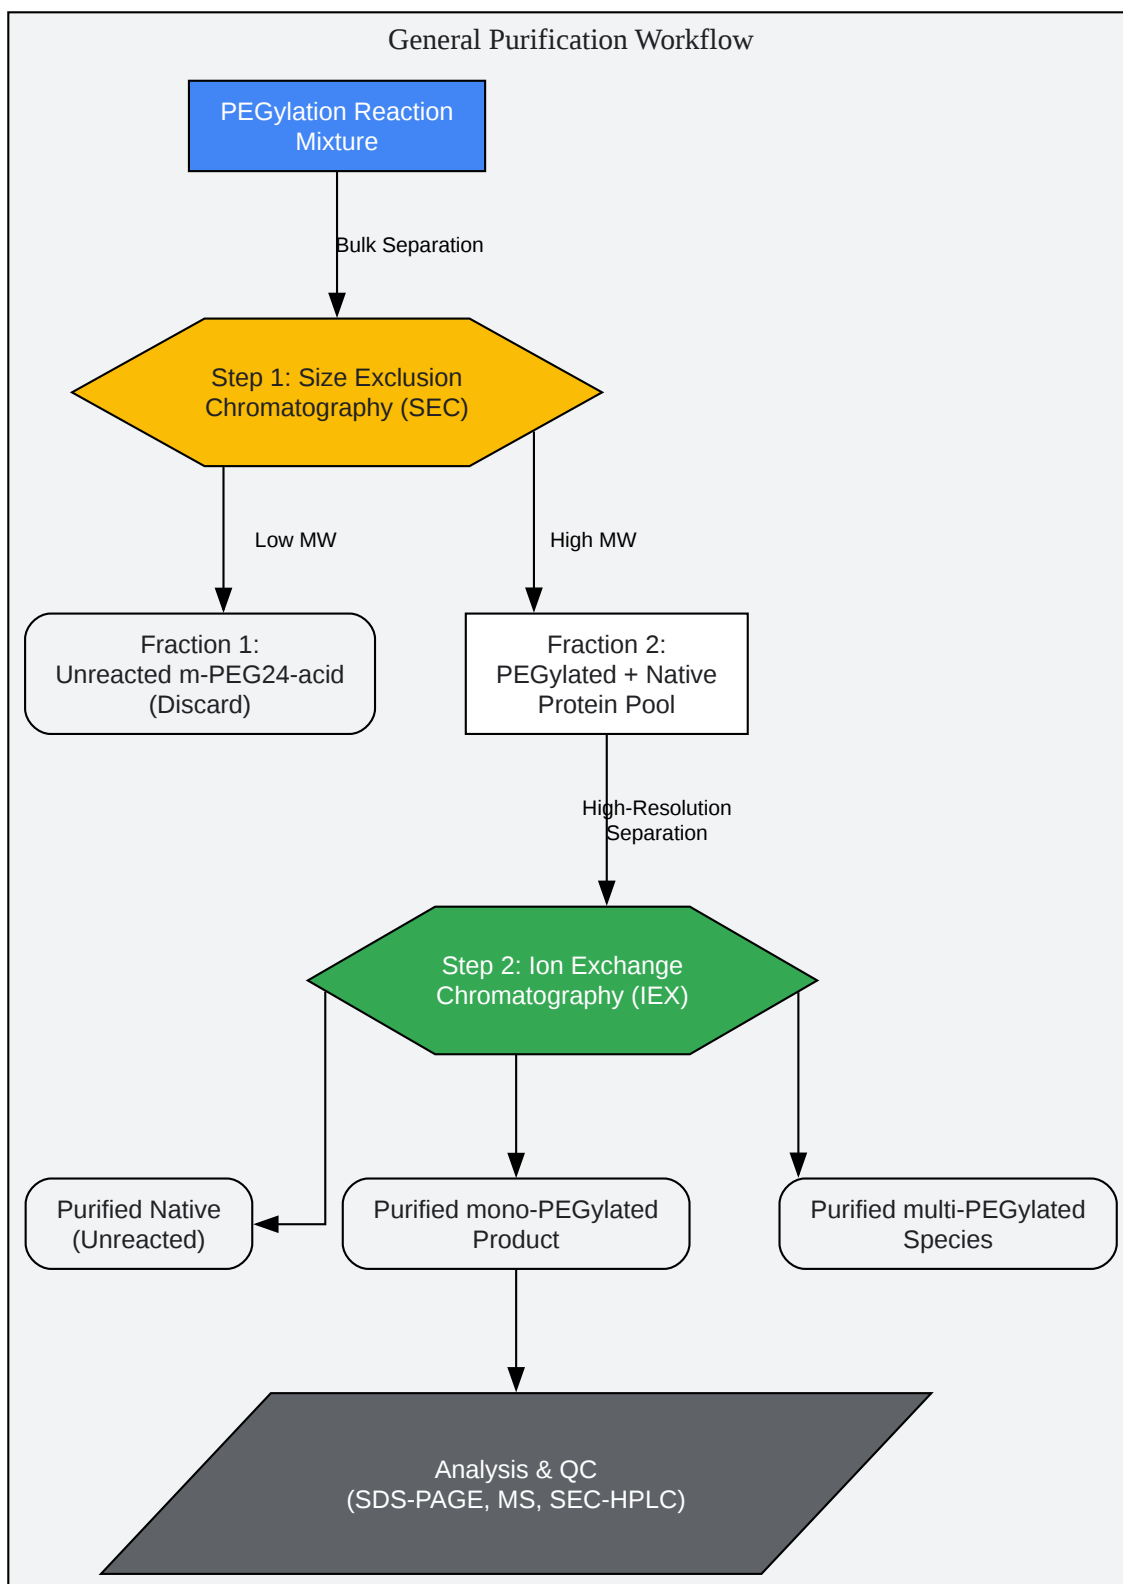 General Purification Workflow
PEGylation Reaction
Mixture
Bulk Separation
Step 1: Size Exclusion
Chromatography (SEC)
Low MW
High MW
Fraction 1:
Unreacted m-PEG24-acid
(Discard)
Fraction 2:
PEGylated + Native
Protein Pool
High-Resolution
Separation
Step 2: Ion Exchange
Chromatography (IEX)
Purified Native
(Unreacted)
Purified mono-PEGylated
Product
Purified multi-PEGylated
Species
Analysis & QC
(SDS-PAGE, MS, SEC-HPLC)